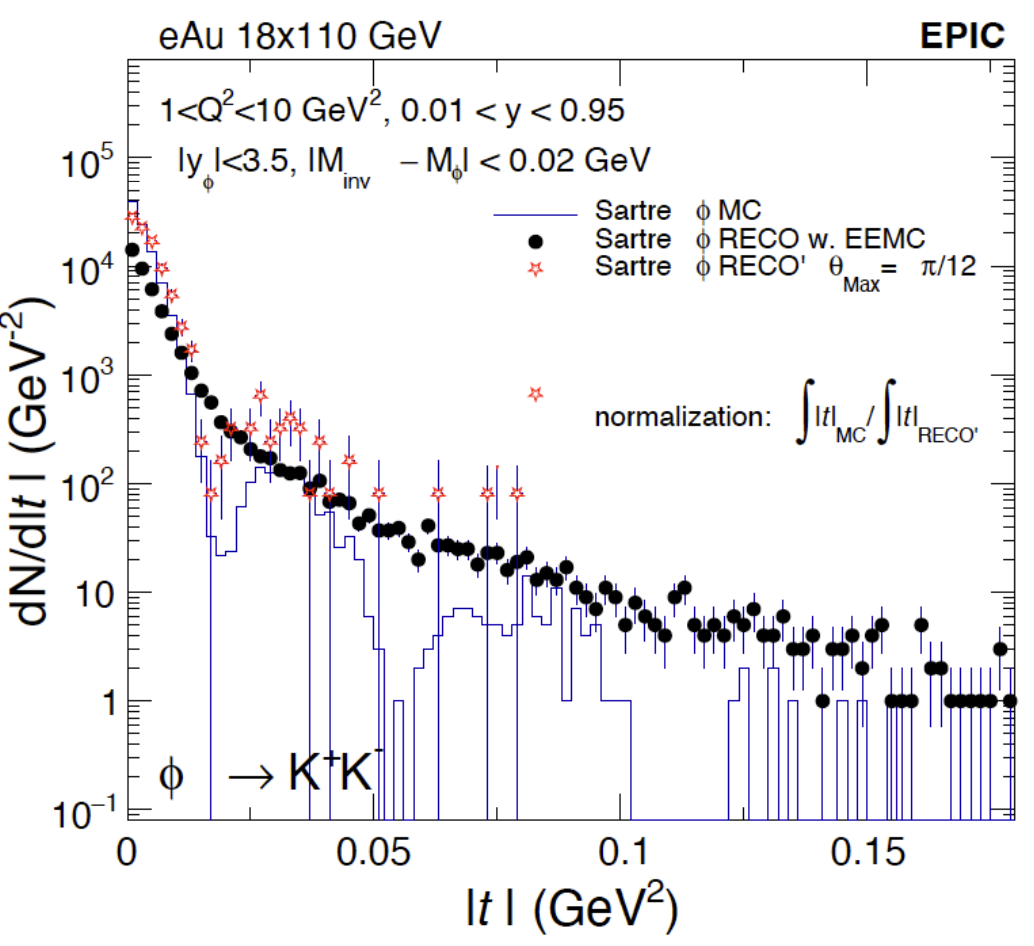 eAu 18x110 GeV EPIC
1<Q²<10 GeV², 0.01 < y < 0.95
|y_ϕ|<3.5, |M_inv − M_ϕ| < 0.02 GeV
Sartre ϕ MC
Sartre ϕ RECO w. EEMC
Sartre ϕ RECO' θ_Max = π/12
normalization: ∫|t|_MC/∫|t|_RECO'
ϕ → K⁺K⁻
dN/d|t| (GeV⁻²)
10⁵
10⁴
10³
10²
10
1
10⁻¹
0 0.05 0.1 0.15
|t| (GeV²)